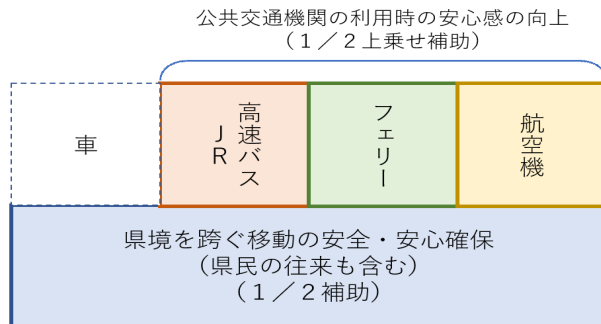 公共交通機関の利用時の安心感の向上
（１／２上乗せ補助）
車
高速バス
ＪＲ
フェリー
航空機
県境を跨ぐ移動の安全・安心確保
（県民の往来も含む）
（１／２補助）